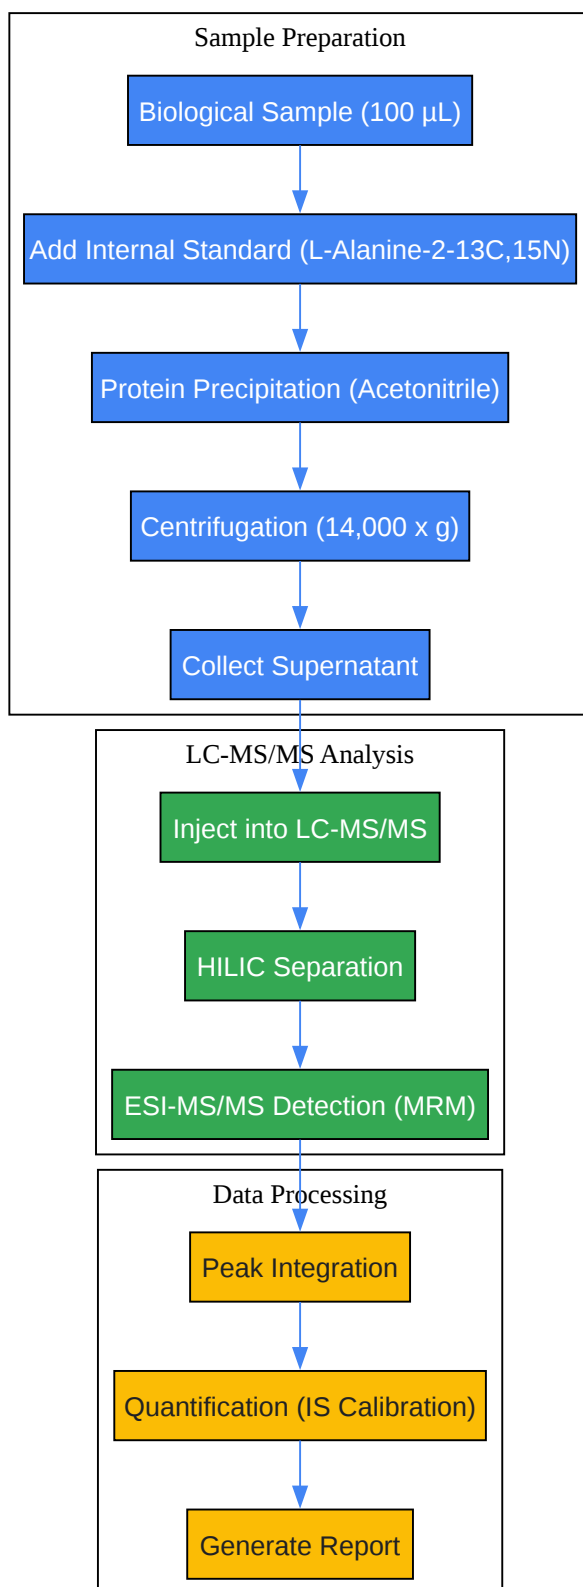 Sample Preparation
Biological Sample (100 µL)
Add Internal Standard (L-Alanine-2-13C,15N)
Protein Precipitation (Acetonitrile)
Centrifugation (14,000 x g)
Collect Supernatant
LC-MS/MS Analysis
Inject into LC-MS/MS
HILIC Separation
ESI-MS/MS Detection (MRM)
Data Processing
Peak Integration
Quantification (IS Calibration)
Generate Report